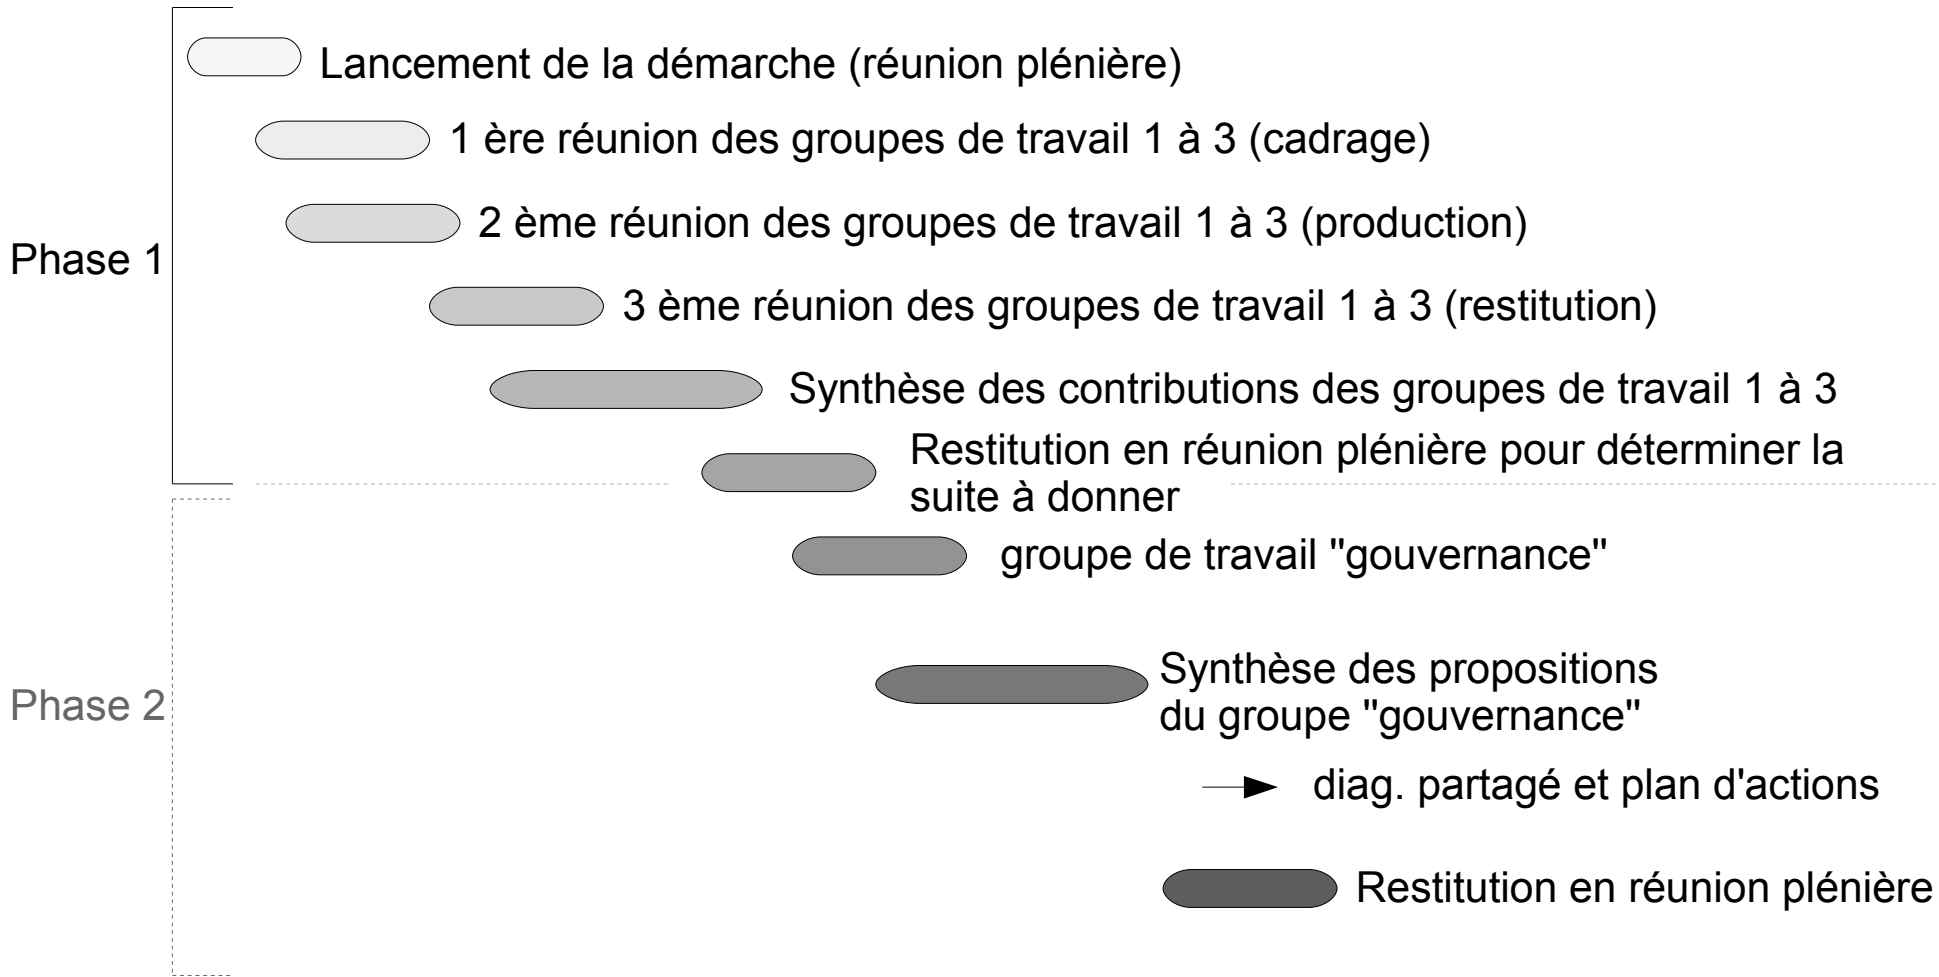 Lancement de la démarche (réunion plénière)
1 ère réunion des groupes de travail 1 à 3 (cadrage)
2 ème réunion des groupes de travail 1 à 3 (production)
Phase 1
3 ème réunion des groupes de travail 1 à 3 (restitution)
Synthèse des contributions des groupes de travail 1 à 3
Restitution en réunion plénière pour déterminer la
suite à donner
groupe de travail "gouvernance"
Phase 2
Synthèse des propositions
du groupe "gouvernance"
diag. partagé et plan d'actions
Restitution en réunion plénière